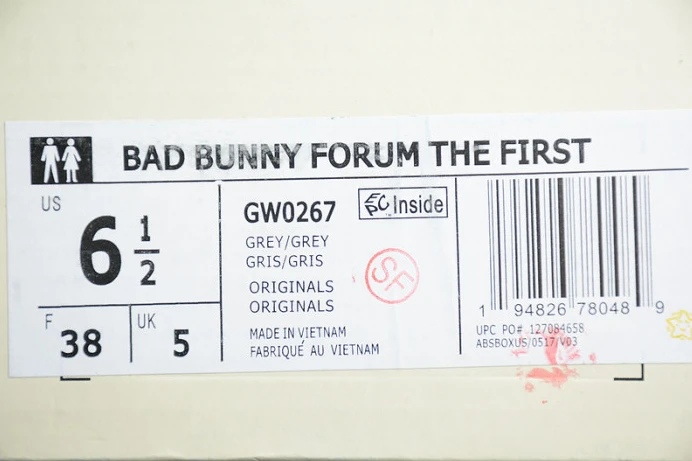 BAD BUNNY FORUM THE FIRST
US
6 1/2
F
38
UK
5
GW0267
EPC Inside
GREY/GREY
GRIS/GRIS
SF
ORIGINALS
ORIGINALS
MADE IN VIETNAM
FABRIQUÉ AU VIETNAM
1 94826 78048 9
UPC PO# 127084658
ABSBOXUS/0517/V03